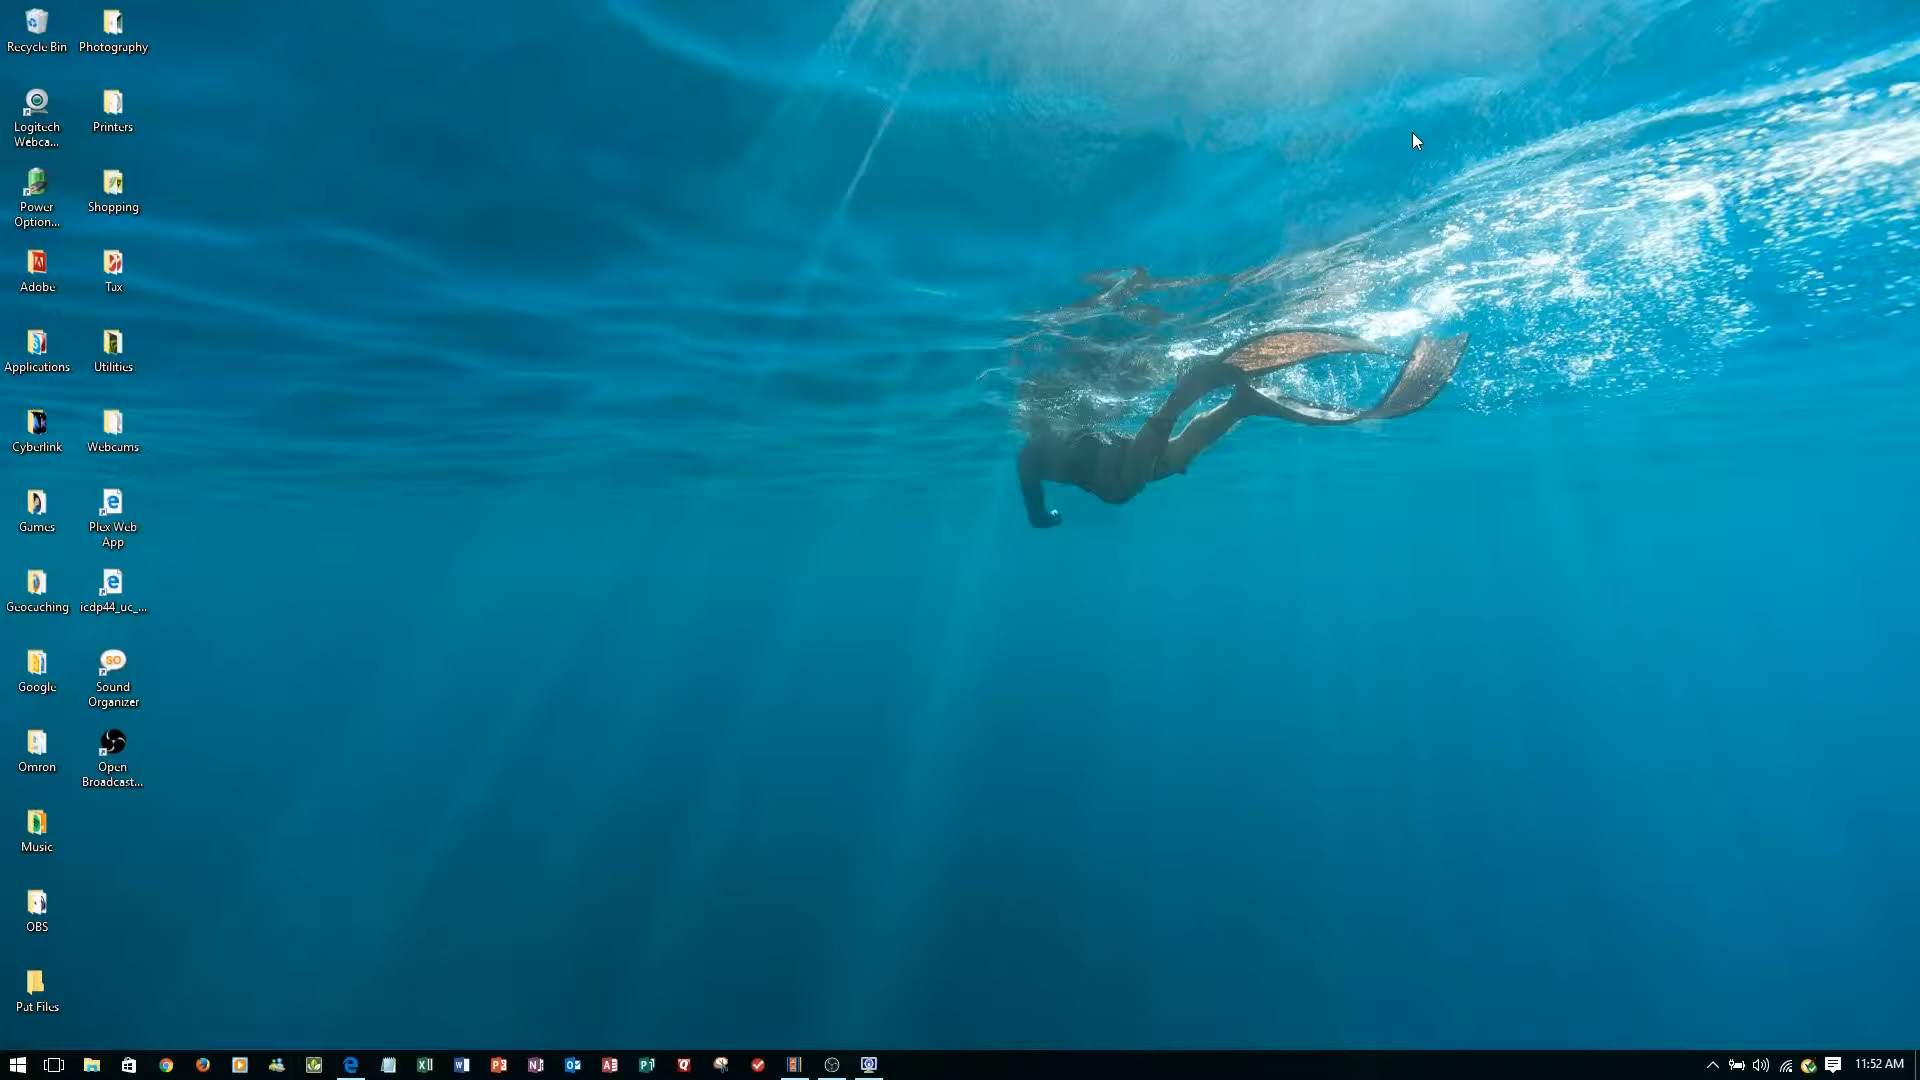 Recycle Bin
Photography
Logitech
Webca...
Printers
Power
Option...
Shopping
Adobe
Tax
Applications
Utilities
Cyberlink
Webcams
Games
Plex Web
App
Geocaching
icdp44_uc_...
Google
Sound
Organizer
Omron
Open
Broadcast...
Music
OBS
Pat Files
11:52 AM